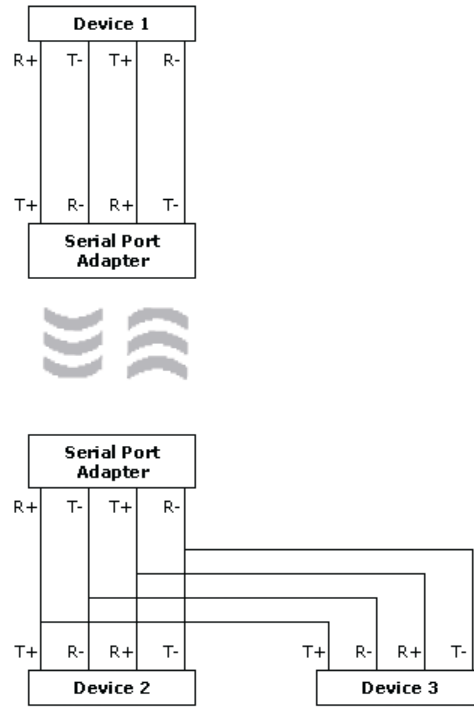 Device 1
R+ T- T+ R-
T+ R- R+ T-
Serial Port
Adapter
Serial Port
Adapter
R+ T- T+ R-
T+ R- R+ T- T+ R- R+ T-
Device 2 Device 3